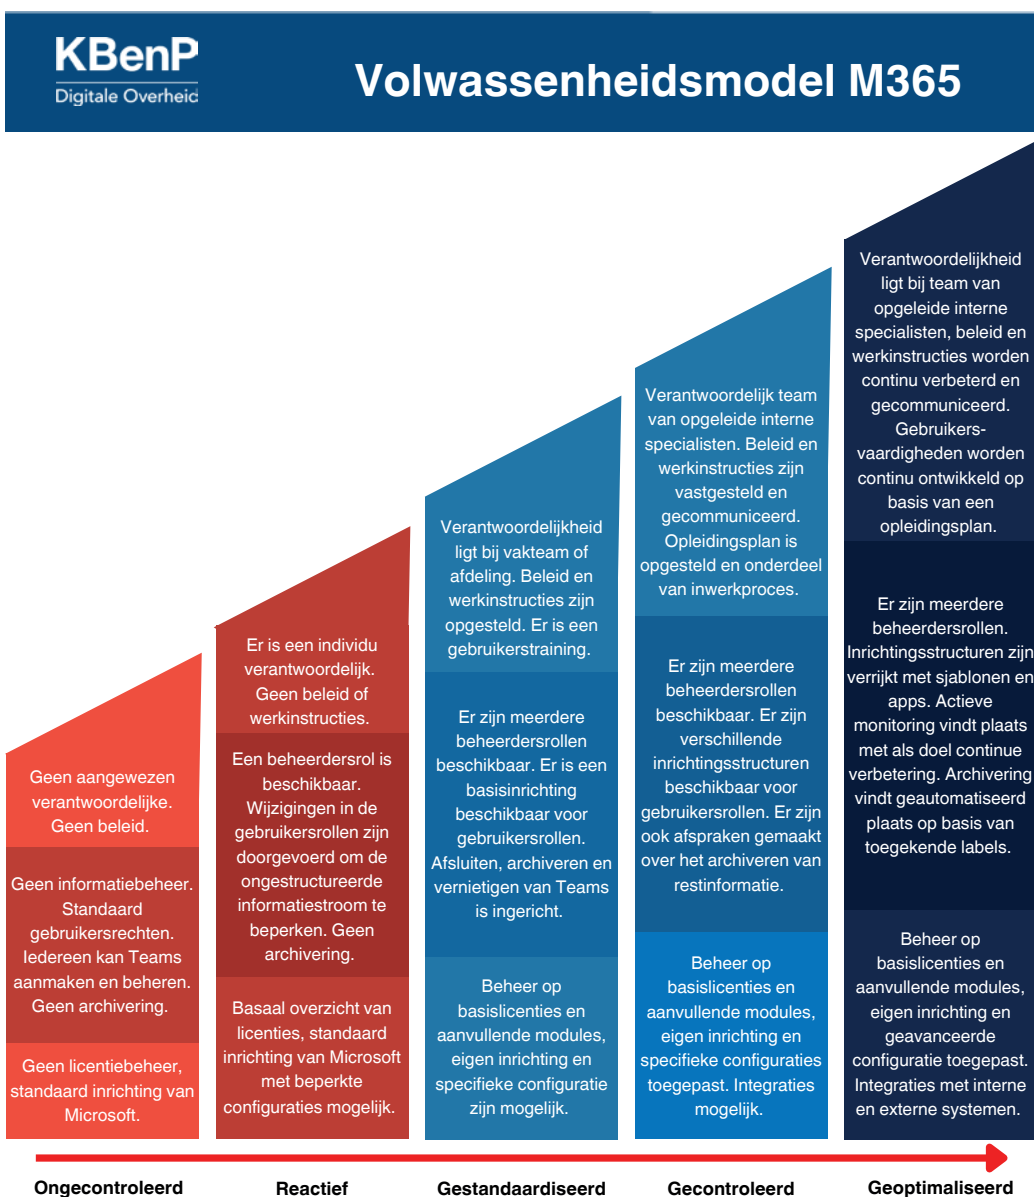 KBenP
Digitale Overheid
Volwassenheidsmodel M365
Geen aangewezen
verantwoordelijke.
Geen beleid.
Geen informatiebeheer.
Standaard
gebruikersrechten.
Iedereen kan Teams
aanmaken en beheren.
Geen archivering.
Geen licentiebeheer,
standaard inrichting van
Microsoft.
Er is een individu
verantwoordelijk.
Geen beleid of
werkinstructies.
Een beheerdersrol is
beschikbaar.
Wijzigingen in de
gebruikersrollen zijn
doorgevoerd om de
ongestructureerde
informatiestroom te
beperken. Geen
archivering.
Basaal overzicht van
licenties, standaard
inrichting van Microsoft
met beperkte
configuraties mogelijk.
Verantwoordelijkheid
ligt bij vakteam of
afdeling. Beleid en
werkinstructies zijn
opgesteld. Er is een
gebruikerstraining.
Er zijn meerdere
beheerdersrollen
beschikbaar. Er is een
basisinrichting
beschikbaar voor
gebruikersrollen.
Afsluiten, archiveren en
vernietigen van Teams
is ingericht.
Beheer op
basislicenties en
aanvullende modules,
eigen inrichting en
specifieke configuratie
zijn mogelijk.
Verantwoordelijk team
van opgeleide interne
specialisten. Beleid en
werkinstructies zijn
vastgesteld en
gecommuniceerd.
Opleidingsplan is
opgesteld en onderdeel
van inwerkproces.
Er zijn meerdere
beheerdersrollen
beschikbaar. Er zijn
verschillende
inrichtingsstructuren
beschikbaar voor
gebruikersrollen. Er zijn
ook afspraken gemaakt
over het archiveren van
restinformatie.
Beheer op
basislicenties en
aanvullende modules,
eigen inrichting en
specifieke configuraties
toegepast. Integraties
mogelijk.
Verantwoordelijkheid
ligt bij team van
opgeleide interne
specialisten, beleid en
werkinstructies worden
continu verbeterd en
gecommuniceerd.
Gebruikers-
vaardigheden worden
continu ontwikkeld op
basis van een
opleidingsplan.
Er zijn meerdere
beheerdersrollen.
Inrichtingsstructuren zijn
verrijkt met sjablonen en
apps. Actieve
monitoring vindt plaats
met als doel continue
verbetering. Archivering
vindt geautomatiseerd
plaats op basis van
toegekende labels.
Beheer op
basislicenties en
aanvullende modules,
eigen inrichting en
geavanceerde
configuratie toegepast.
Integraties met interne
en externe systemen.
Ongecontroleerd
Reactief
Gestandaardiseerd
Gecontroleerd
Geoptimaliseerd